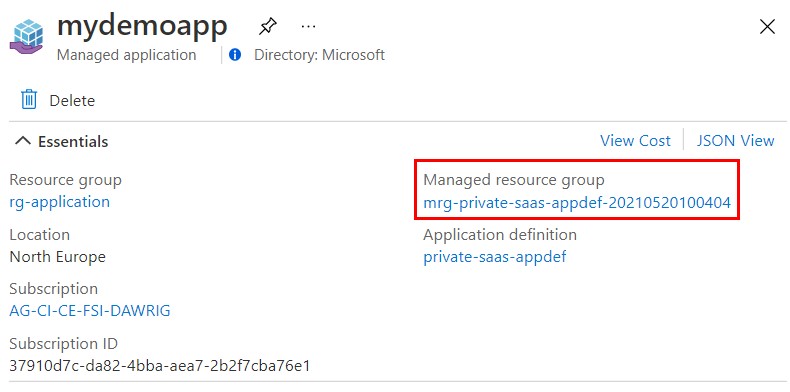 mydemoapp
Managed application
Directory: Microsoft
Delete
Essentials
View Cost
JSON View
Resource group
rg-application
Managed resource group
mrg-private-saas-appdef-20210520100404
Location
North Europe
Application definition
private-saas-appdef
Subscription
AG-CI-CE-FSI-DAWRIG
Subscription ID
37910d7c-da82-4bba-aea7-2b2f7cba76e1